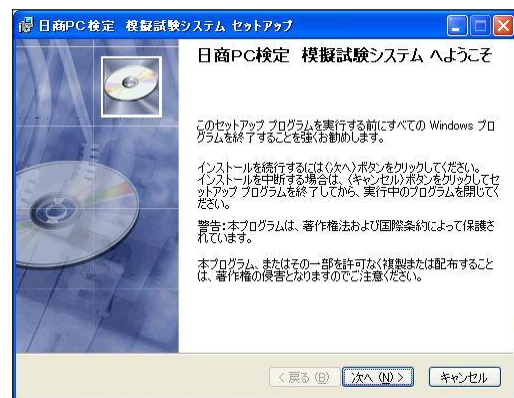 日商PC検定 模擬試験システム セットアップ
日商PC検定 模擬試験システム へようこそ
このセットアップ プログラムを実行する前にすべての Windows プロ
グラムを終了することを強くお勧めします。
インストールを続行するには〈次へ〉ボタンをクリックしてください。
インストールを中断する場合は、〈キャンセル〉ボタンをクリックしてセ
ットアップ プログラムを終了してから、実行中のプログラムを閉じてく
ださい。
警告：本プログラムは、著作権法および国際条約によって保護さ
れています。
本プログラム、またはその一部を許可なく複製または配布すること
は、著作権の侵害となりますのでご注意ください。
< 戻る (B)
次へ (N) >
キャンセル